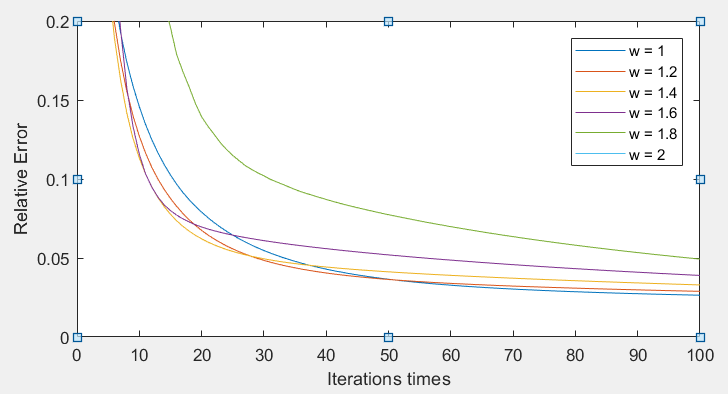 0.2
0.15
0.1
0.05
0
Relative Error
w = 1
w = 1.2
w = 1.4
w = 1.6
w = 1.8
w = 2
0 10 20 30 40 50 60 70 80 90 100
Iterations times